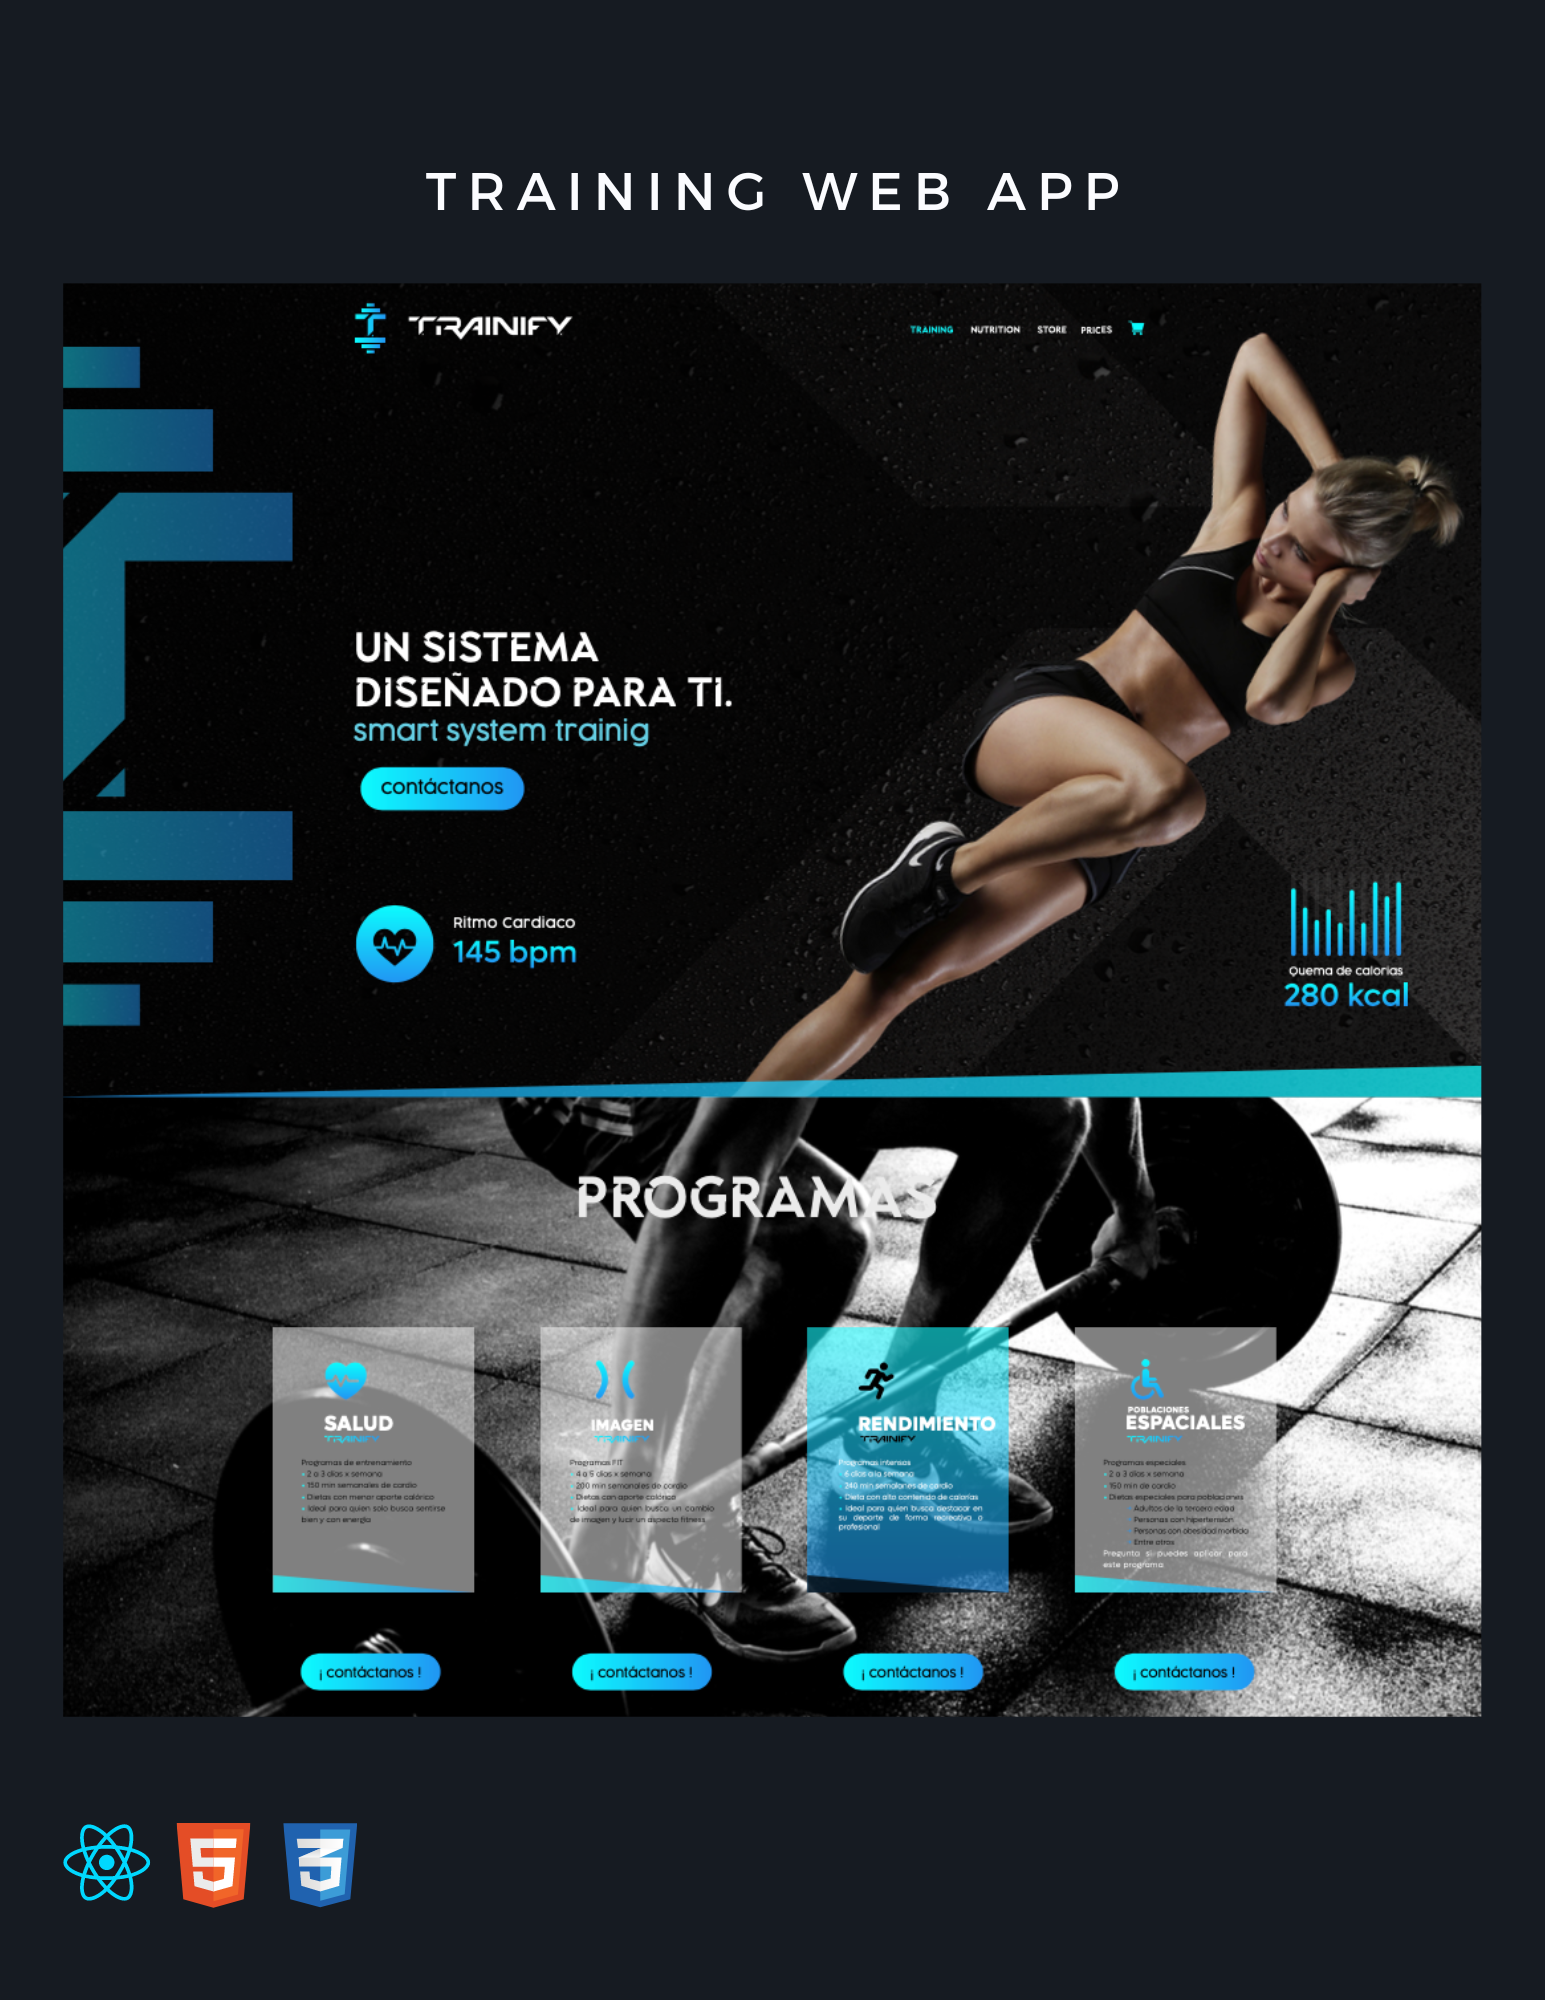 TRAINING WEB APP
TRAINIFY
TRAINING NUTRITION STORE PRICES
UN SISTEMA
DISEÑADO PARA TI.
smart system trainig
contáctanos
Ritmo Cardiaco
145 bpm
Quema de calorias
280 kcal
PROGRAMAS
SALUD
TRAINIFY
Programas de entrenamiento
• 2 a 3 días x semana
• 150 min semanales de cardio
• Dietas con menor aporte calórico
• Ideal para quien solo busca sentirse
bien y con energía
IMAGEN
TRAINIFY
Programas FIT
4 a 5 días x semana
200 min semanales de cardio
Dietas con aporte calórico
Ideal para quien busca un cambio
de imagen y lucir un aspecto fitness
RENDIMIENTO
TRAINIFY
Programas intensos
6 días a la semana
240 min semalanes de cardio
• Dieta con alto contenido de calorías
• Ideal para quien busca destacar en
su deporte de forma recreativa o
profesional
POBLACIONES
ESPACIALES
TRAINIFY
Programas especiales
• 2 a 3 días x semana
• 150 min de cardio
• Dietas especiales para poblaciones
Adultos de la tercera edad
Personas con hipertensión
Personas con obesidad morbida
Entre otros
Pregunta si puedes aplicar para
este programa.
¡ contáctanos !
¡ contáctanos !
¡ contáctanos !
¡ contáctanos !